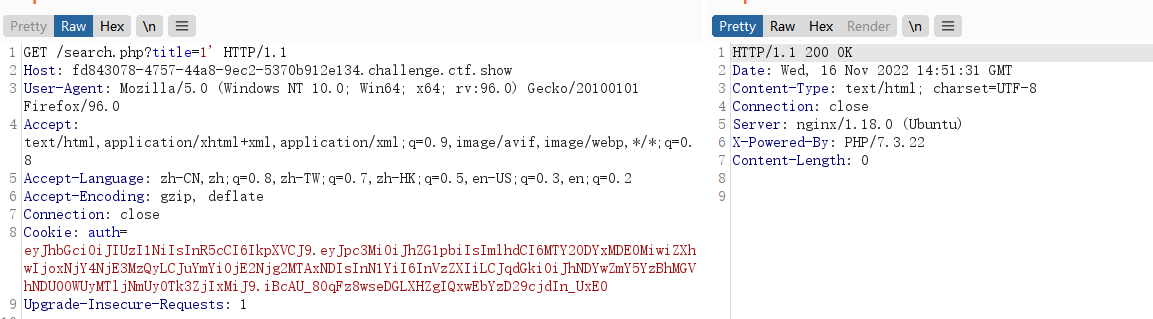 Pretty Raw Hex \n
1 GET /search.php?title=1' HTTP/1.1
2 Host: fd843078-4757-44a8-9ec2-5370b912e134.challenge.ctf.show
3 User-Agent: Mozilla/5.0 (Windows NT 10.0; Win64; x64; rv:96.0) Gecko/20100101
Firefox/96.0
4 Accept:
text/html,application/xhtml+xml,application/xml;q=0.9,image/avif,image/webp,*/*;q=0.
8
5 Accept-Language: zh-CN,zh;q=0.8,zh-TW;q=0.7,zh-HK;q=0.5,en-US;q=0.3,en;q=0.2
6 Accept-Encoding: gzip, deflate
7 Connection: close
8 Cookie: auth=
eyJhbGciOiJIUzI1NiIsInR5cCI6IkpXVCJ9.eyJpc3MiOiJhZG1pbiIsImlhdCI6MTY2ODYxMDE0MiwiZXh
wIjoxNjY4NjE3MzQyLCJuYmYiOjE2Njg2MTAxNDIsInN1YiI6InVzZXIiLCJqdGkiOiJhNDYwZmY5YzBhMGV
hNDU0OWUyMTljNmUyOTk3ZjIxMiJ9.iBcAU_80qFz8wseDGLXHZgIQxwEbYzD29cjdIn_UxE0
9 Upgrade-Insecure-Requests: 1
Pretty Raw Hex Render \n
1 HTTP/1.1 200 OK
2 Date: Wed, 16 Nov 2022 14:51:31 GMT
3 Content-Type: text/html; charset=UTF-8
4 Connection: close
5 Server: nginx/1.18.0 (Ubuntu)
6 X-Powered-By: PHP/7.3.22
7 Content-Length: 0
8
9